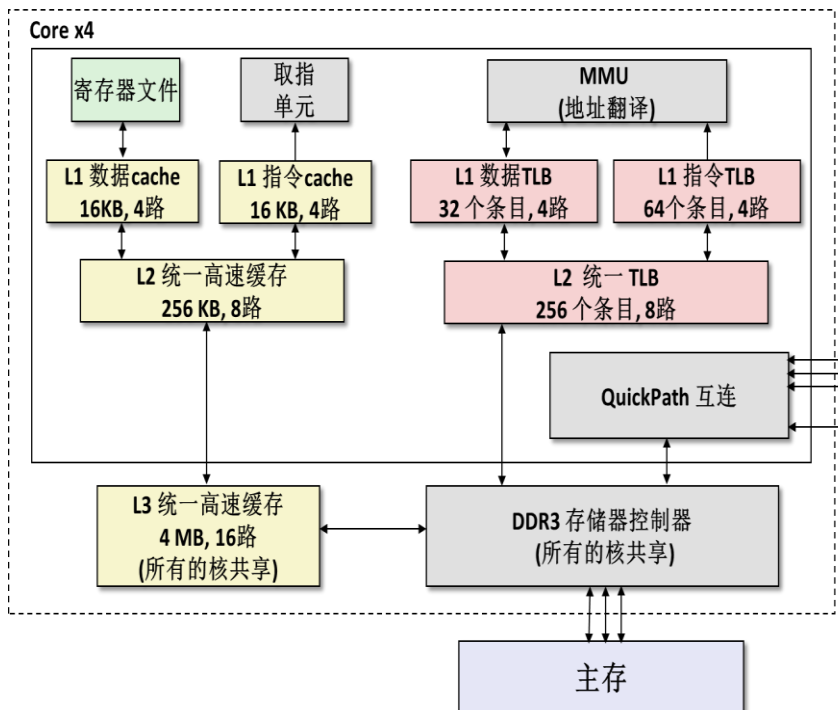 Core x4
寄存器文件
取指
单元
MMU
(地址翻译)
L1 数据cache
16KB, 4路
L1 指令cache
16 KB, 4路
L1 数据TLB
32 个条目, 4路
L1 指令TLB
64个条目, 4路
L2 统一高速缓存
256 KB, 8路
L2 统一 TLB
256 个条目, 8路
QuickPath 互连
L3 统一高速缓存
4 MB, 16路
(所有的核共享)
DDR3 存储器控制器
(所有的核共享)
主存